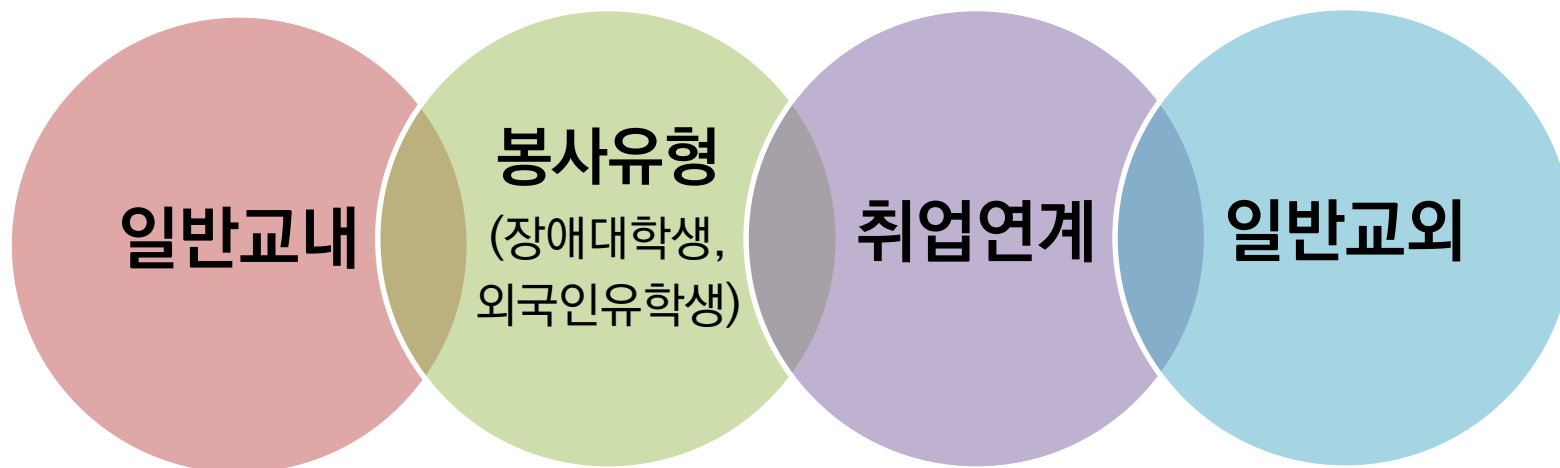 일반교내
봉사유형
(장애대학생,
외국인유학생)
취업연계
일반교외